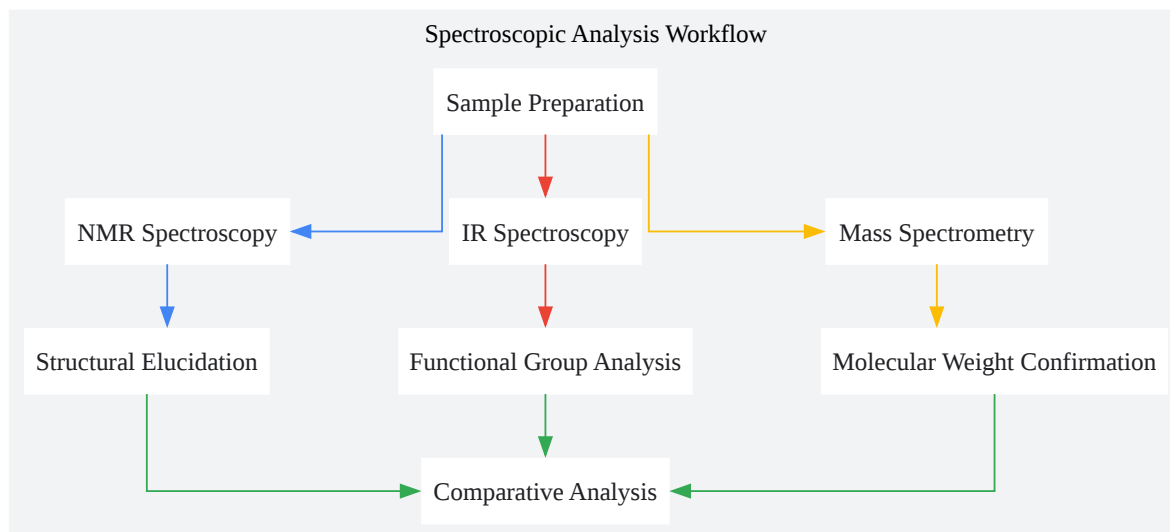 Spectroscopic Analysis Workflow
Sample Preparation
NMR Spectroscopy
IR Spectroscopy
Mass Spectrometry
Structural Elucidation
Functional Group Analysis
Molecular Weight Confirmation
Comparative Analysis